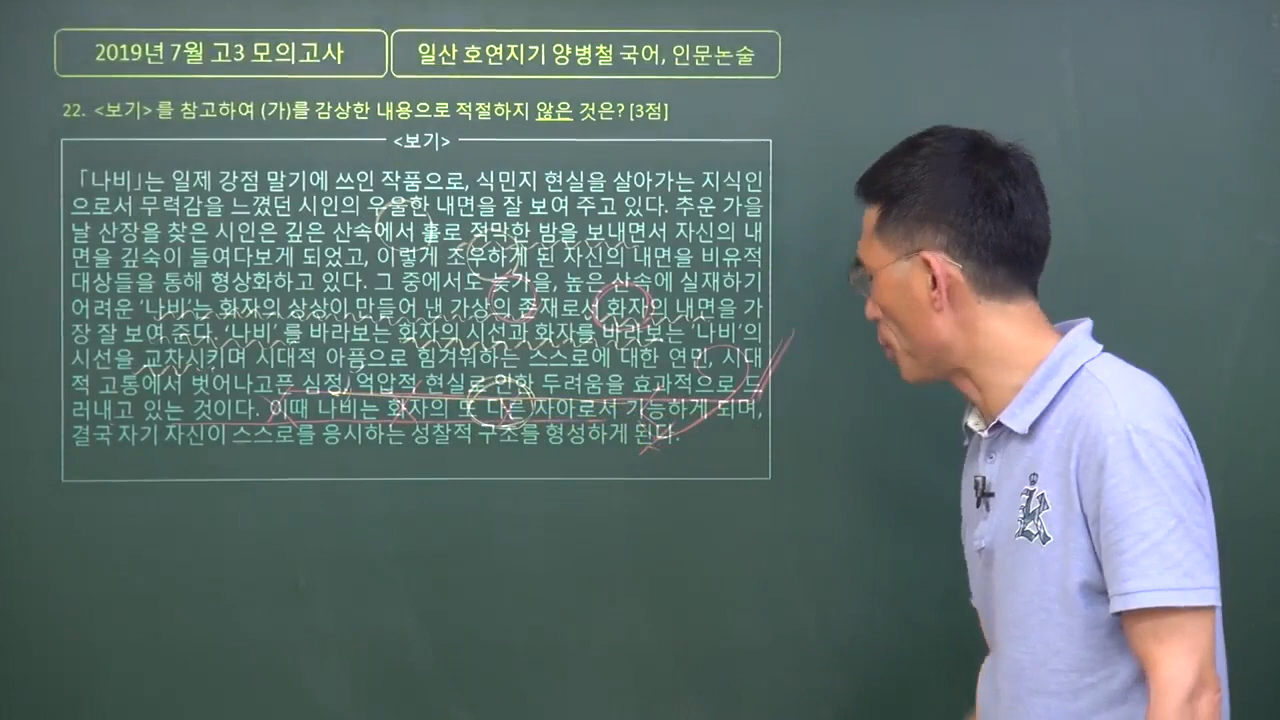 2019년 7월 고3 모의고사
일산 호연지기 양병철 국어, 인문논술
22. <보기>를 참고하여 (가)를 감상한 내용으로 적절하지 않은 것은? [3점]
<보기>
「나비」는 일제 강점 말기에 쓰인 작품으로, 식민지 현실을 살아가는 지식인
으로서 무력감을 느꼈던 시인의 우울한 내면을 잘 보여 주고 있다. 추운 가을
날 산장을 찾은 시인은 깊은 산속에서 홀로 적막한 밤을 보내면서 자신의 내
면을 깊숙이 들여다보게 되었고, 이렇게 조우하게 된 자신의 내면을 비유적
대상들을 통해 형상화하고 있다. 그 중에서도 늦가을, 높은 산속에 실재하기
어려운 '나비'는 화자의 상상이 만들어 낸 가상의 존재로서 화자의 내면을 가
장 잘 보여 준다. '나비' 를 바라보는 화자의 시선과 화자를 바라보는 '나비'의
시선을 교차시키며 시대적 아픔으로 힘겨워하는 스스로에 대한 연민, 시대
적 고통에서 벗어나고픈 심정, 억압적 현실로 인한 두려움을 효과적으로 드
러내고 있는 것이다. 이때 나비는 화자의 또 다른 자아로서 기능하게 되며,
결국 자기 자신이 스스로를 응시하는 성찰적 구조를 형성하게 된다.